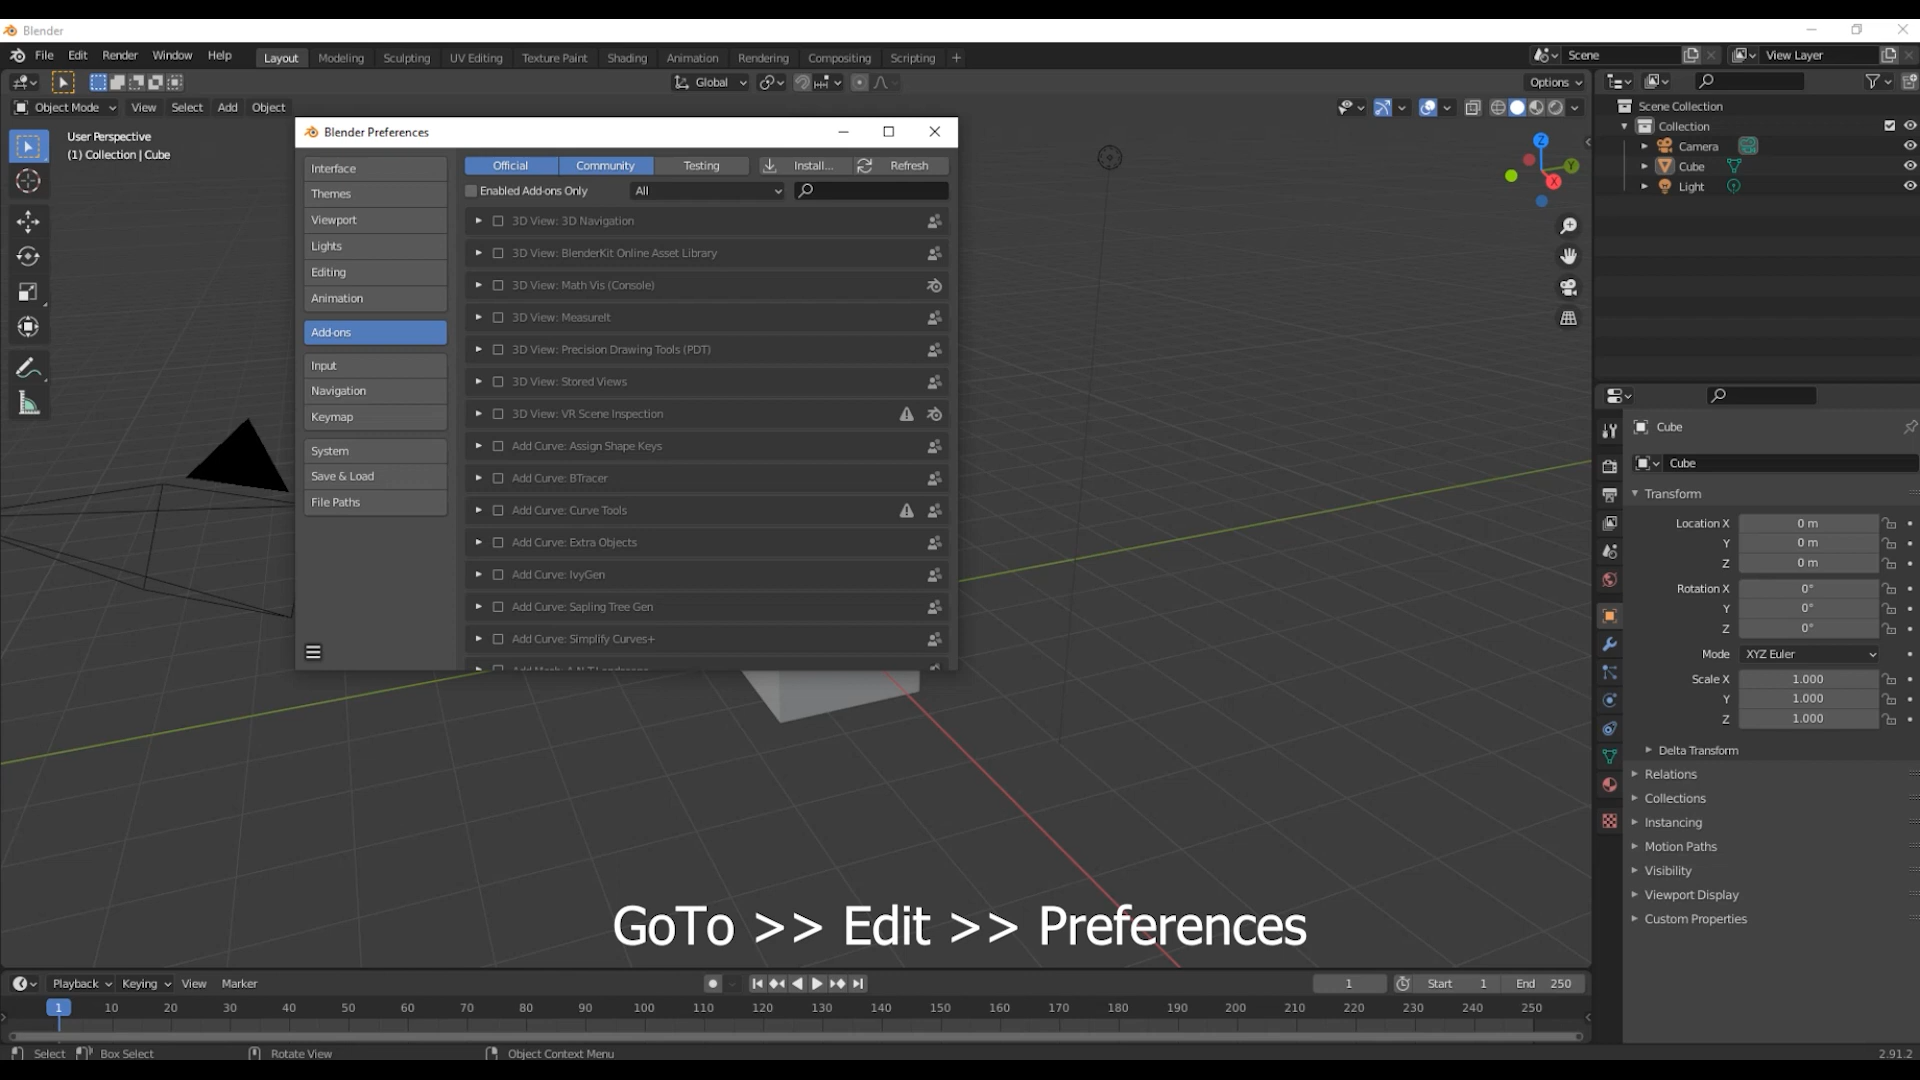 Blender
File Edit Render Window Help Layout Modeling Sculpting UV Editing Texture Paint Shading Animation Rendering Compositing Scripting + Scene View Layer
Global Options
Object Mode View Select Add Object
User Perspective
(1) Collection | Cube
Z
Y
X
Blender Preferences
Interface
Themes
Viewport
Lights
Editing
Animation
Add-ons
Input
Navigation
Keymap
System
Save & Load
File Paths
Official Community Testing Install... Refresh
Enabled Add-ons Only All
3D View: 3D Navigation
3D View: BlenderKit Online Asset Library
3D View: Math Vis (Console)
3D View: MeasureIt
3D View: Precision Drawing Tools (PDT)
3D View: Stored Views
3D View: VR Scene Inspection
Add Curve: Assign Shape Keys
Add Curve: BTracer
Add Curve: Curve Tools
Add Curve: Extra Objects
Add Curve: IvyGen
Add Curve: Sapling Tree Gen
Add Curve: Simplify Curves+
Scene Collection
Collection
Camera
Cube
Light
Cube
Cube
Transform
Location X 0 m
Y 0 m
Z 0 m
Rotation X 0°
Y 0°
Z 0°
Mode XYZ Euler
Scale X 1.000
Y 1.000
Z 1.000
Delta Transform
Relations
Collections
Instancing
Motion Paths
Visibility
Viewport Display
Custom Properties
GoTo >> Edit >> Preferences
Playback Keying View Marker 1 Start 1 End 250
1 10 20 30 40 50 60 70 80 90 100 110 120 130 140 150 160 170 180 190 200 210 220 230 240 250
Select Box Select Rotate View Object Context Menu 2.91.2